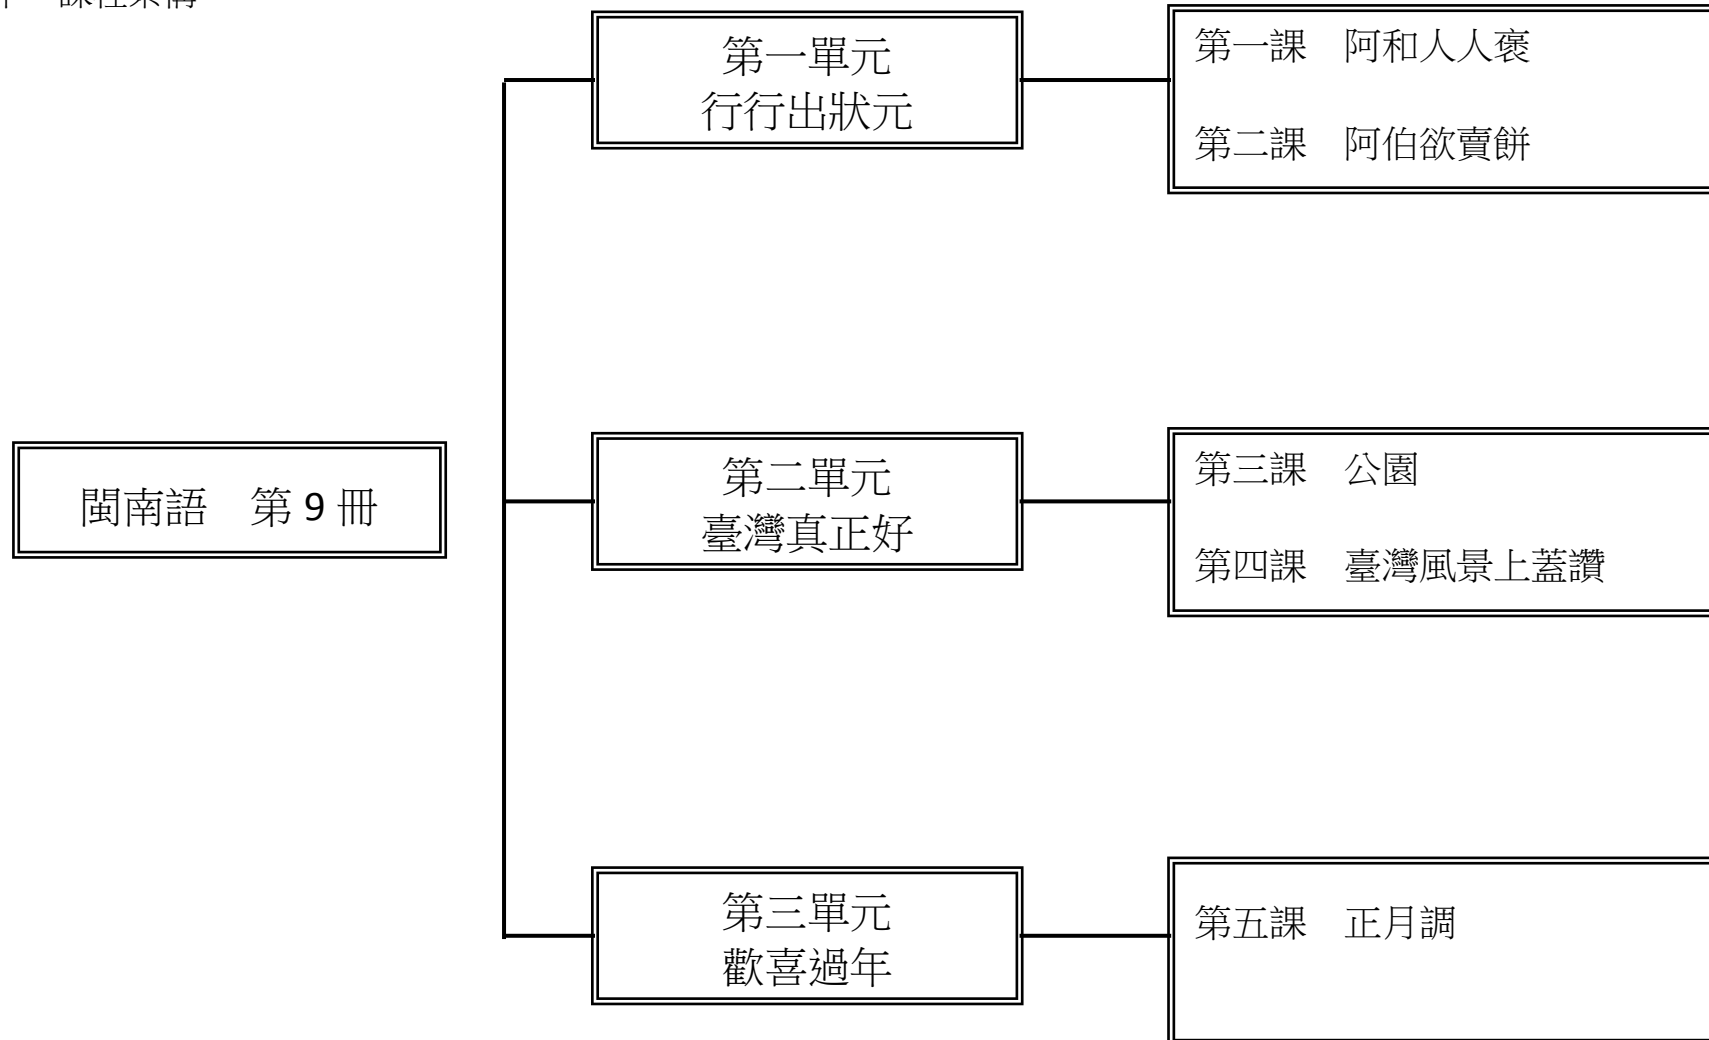 閩南語　第 9 冊
第一單元
行行出狀元
第一課　阿和人人褒
第二課　阿伯欲賣餅
第二單元
臺灣真正好
第三課　公園
第四課　臺灣風景上蓋讚
第三單元
歡喜過年
第五課　正月調